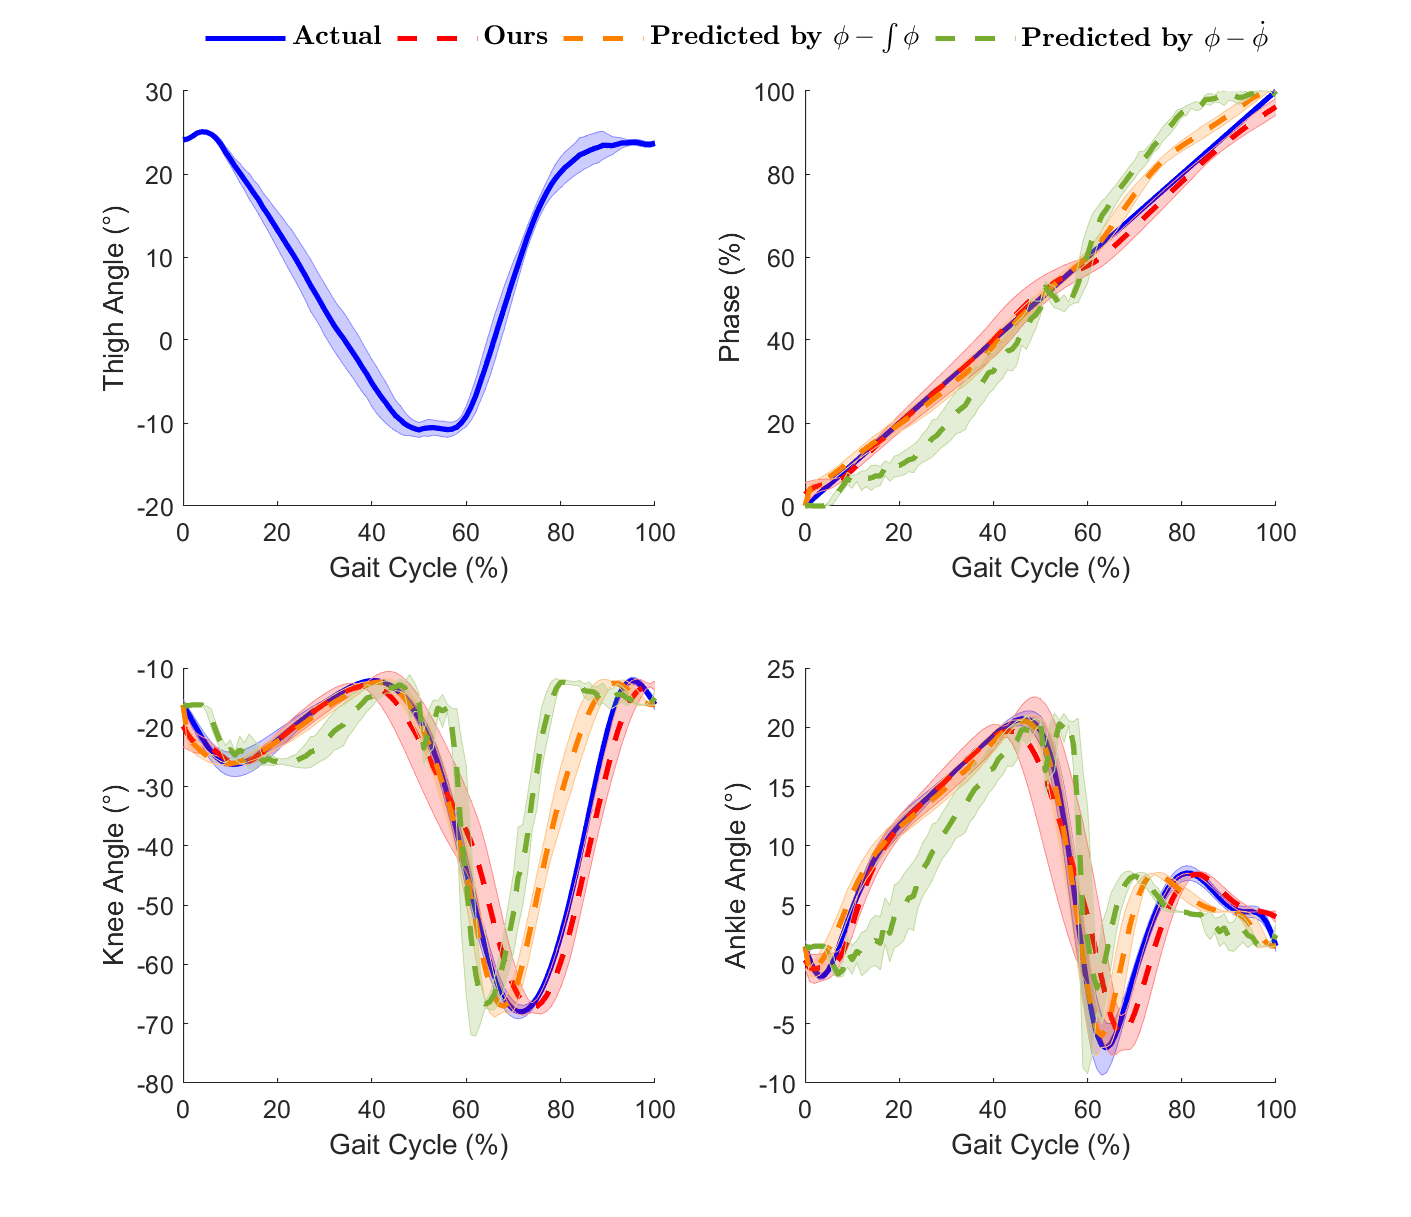 Actual Ours Predicted by ϕ − ∫ ϕ Predicted by ϕ − ϕ̇
30
20
10
0
-10
-20
Thigh Angle (°)
0 20 40 60 80 100
Gait Cycle (%)
100
80
60
40
20
0
Phase (%)
0 20 40 60 80 100
Gait Cycle (%)
-10
-20
-30
-40
-50
-60
-70
-80
Knee Angle (°)
0 20 40 60 80 100
Gait Cycle (%)
25
20
15
10
5
0
-5
-10
Ankle Angle (°)
0 20 40 60 80 100
Gait Cycle (%)